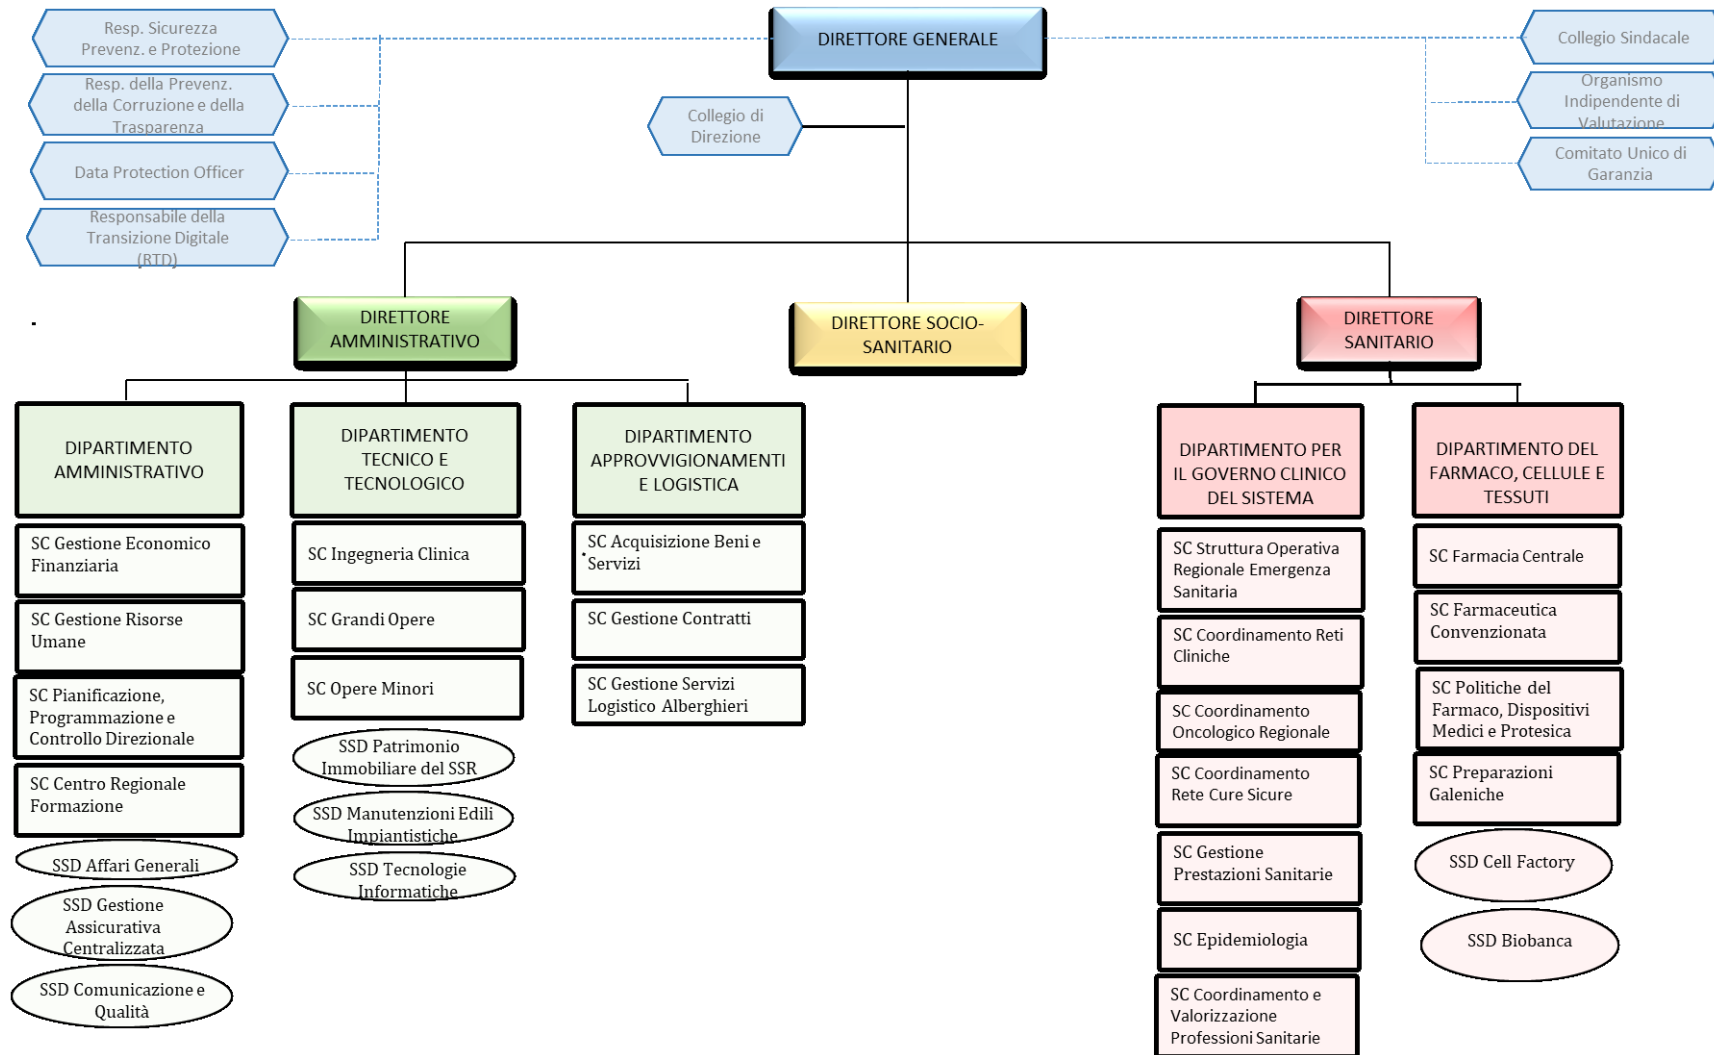 Resp. Sicurezza
Prevenz. e Protezione
DIRETTORE GENERALE
Collegio Sindacale
Resp. della Prevenz.
della Corruzione e della
Trasparenza
Collegio di
Direzione
Organismo
Indipendente di
Valutazione
Data Protection Officer
Comitato Unico di
Garanzia
Responsabile della
Transizione Digitale
(RTD)
DIRETTORE
AMMINISTRATIVO
DIRETTORE SOCIO-
SANITARIO
DIRETTORE
SANITARIO
DIPARTIMENTO
AMMINISTRATIVO
SC Gestione Economico
Finanziaria
SC Gestione Risorse
Umane
SC Pianificazione,
Programmazione e
Controllo Direzionale
SC Centro Regionale
Formazione
SSD Affari Generali
SSD Gestione
Assicurativa
Centralizzata
SSD Comunicazione e
Qualità
DIPARTIMENTO
TECNICO E
TECNOLOGICO
SC Ingegneria Clinica
SC Grandi Opere
SC Opere Minori
SSD Patrimonio
Immobiliare del SSR
SSD Manutenzioni Edili
Impiantistiche
SSD Tecnologie
Informatiche
DIPARTIMENTO
APPROVVIGIONAMENTI
E LOGISTICA
SC Acquisizione Beni e
Servizi
SC Gestione Contratti
SC Gestione Servizi
Logistico Alberghieri
DIPARTIMENTO PER
IL GOVERNO CLINICO
DEL SISTEMA
SC Struttura Operativa
Regionale Emergenza
Sanitaria
SC Coordinamento Reti
Cliniche
SC Coordinamento
Oncologico Regionale
SC Coordinamento
Rete Cure Sicure
SC Gestione
Prestazioni Sanitarie
SC Epidemiologia
SC Coordinamento e
Valorizzazione
Professioni Sanitarie
DIPARTIMENTO DEL
FARMACO, CELLULE E
TESSUTI
SC Farmacia Centrale
SC Farmaceutica
Convenzionata
SC Politiche del
Farmaco, Dispositivi
Medici e Protesica
SC Preparazioni
Galeniche
SSD Cell Factory
SSD Biobanca